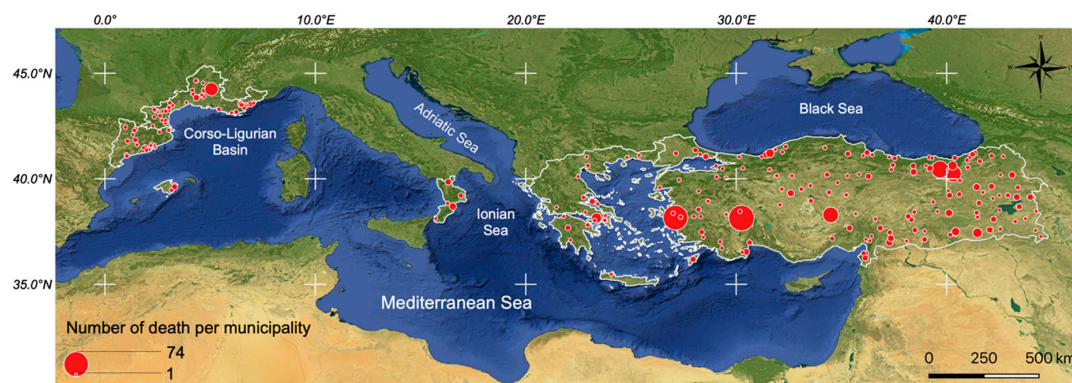 0.0° 10.0°E 20.0°E 30.0°E 40.0°E
45.0°N
Adriatic Sea
Black Sea
Corso-Ligurian
Basin
40.0°N
Ionian
Sea
35.0°N
Mediterranean Sea
Number of death per municipality
74
1
0 250 500 km